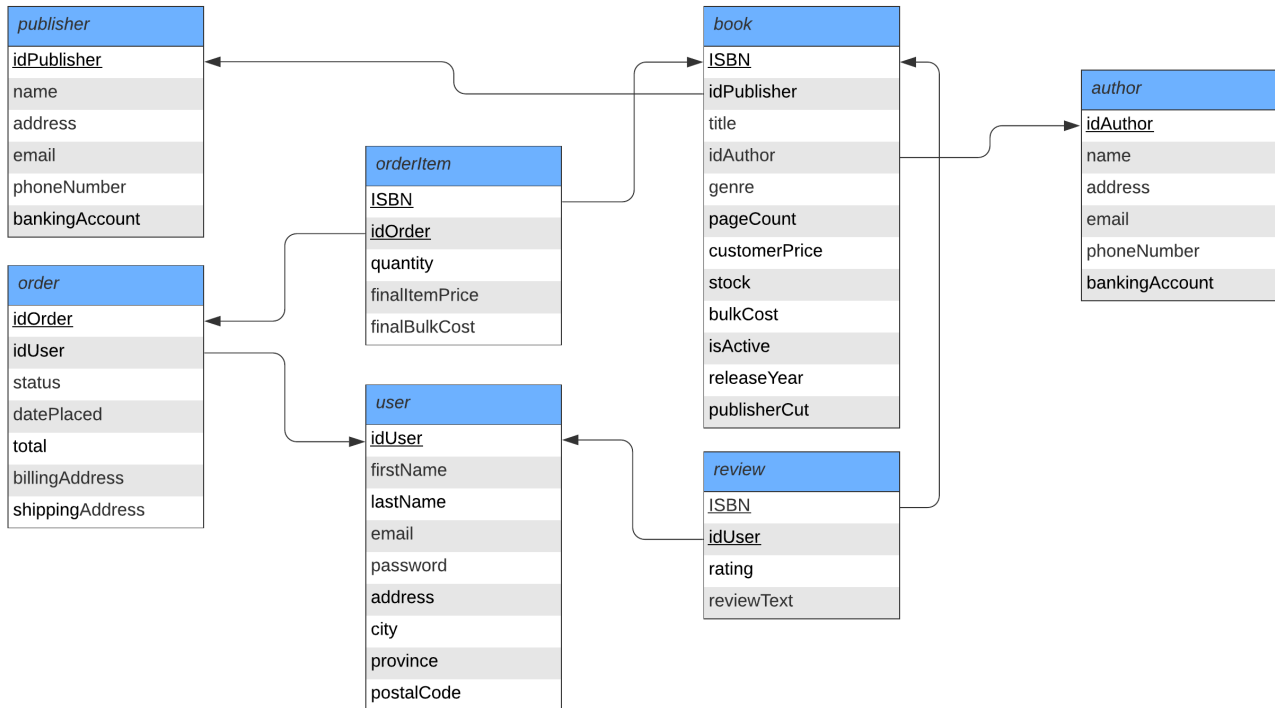 publisher
idPublisher
name
address
email
phoneNumber
bankingAccount
order
idOrder
idUser
status
datePlaced
total
billingAddress
shippingAddress
orderItem
ISBN
idOrder
quantity
finalItemPrice
finalBulkCost
user
idUser
firstName
lastName
email
password
address
city
province
postalCode
book
ISBN
idPublisher
title
idAuthor
genre
pageCount
customerPrice
stock
bulkCost
isActive
releaseYear
publisherCut
review
ISBN
idUser
rating
reviewText
author
idAuthor
name
address
email
phoneNumber
bankingAccount